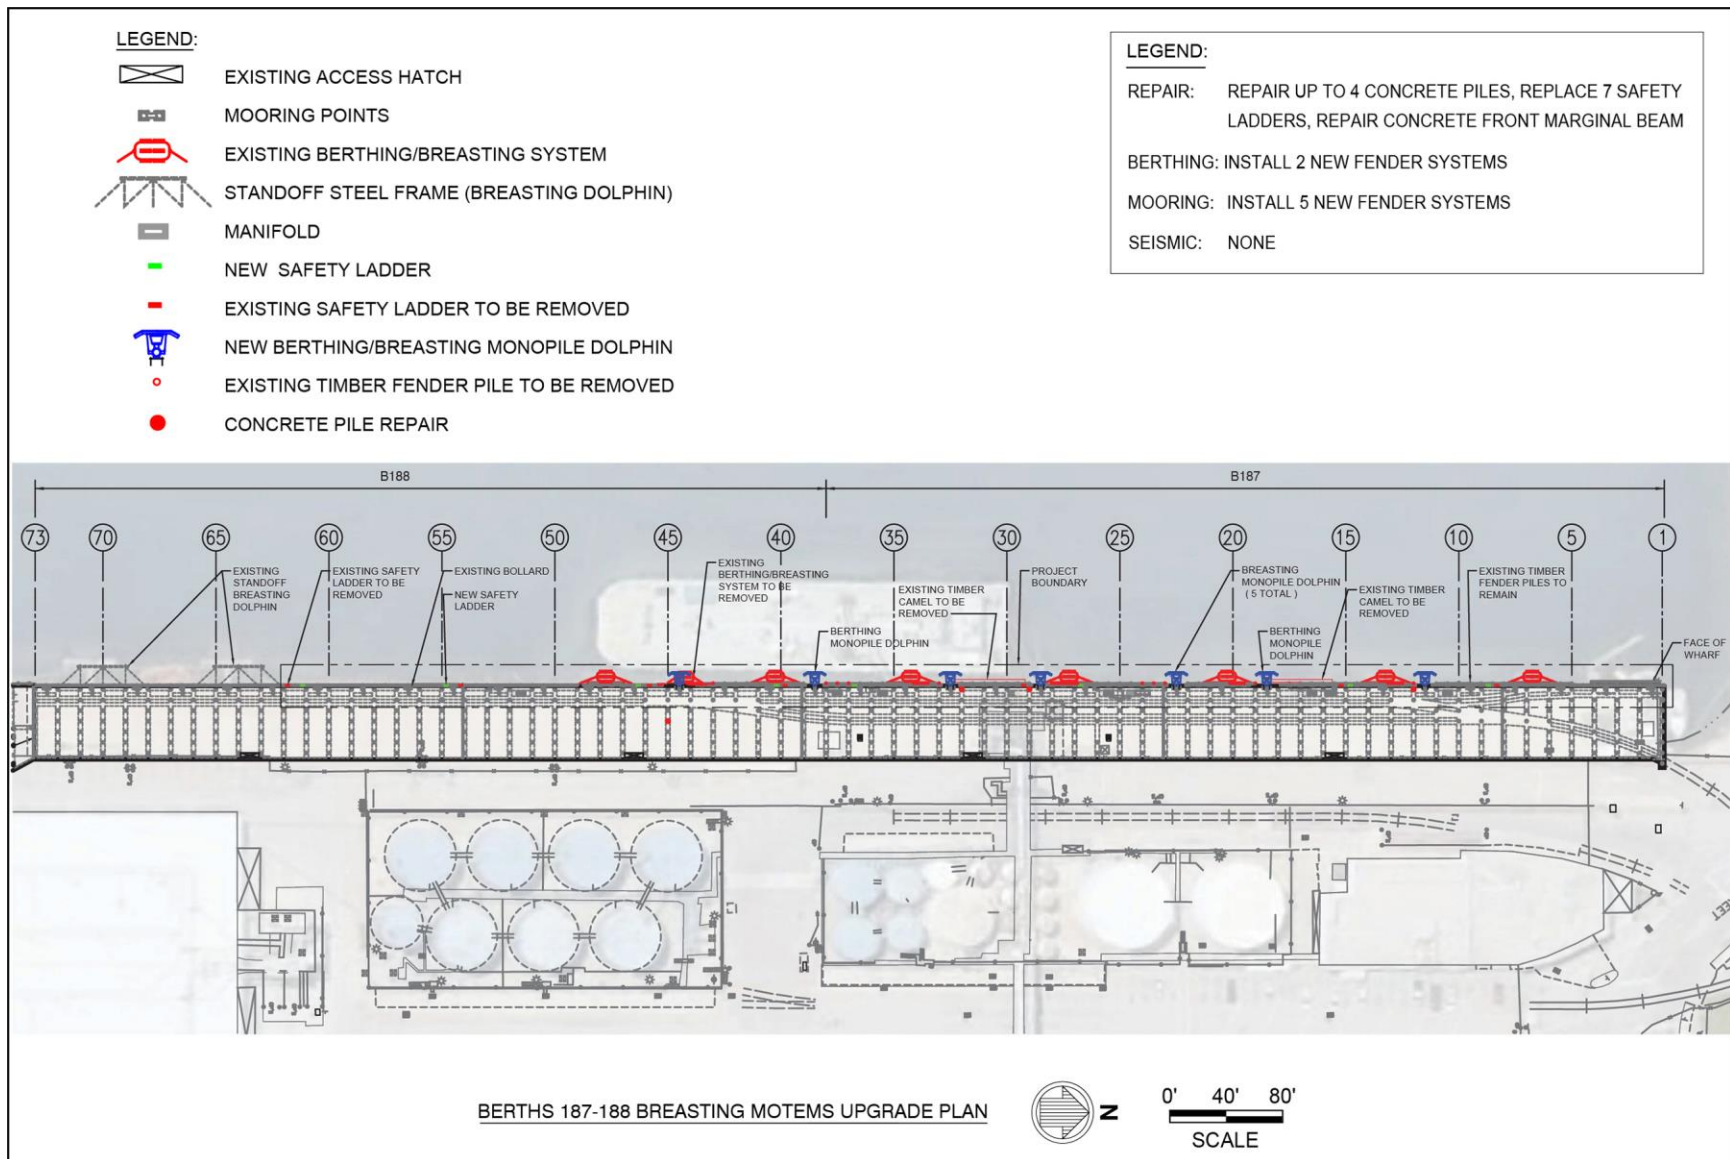 LEGEND:
EXISTING ACCESS HATCH
MOORING POINTS
EXISTING BERTHING/BREASTING SYSTEM
STANDOFF STEEL FRAME (BREASTING DOLPHIN)
MANIFOLD
NEW SAFETY LADDER
EXISTING SAFETY LADDER TO BE REMOVED
NEW BERTHING/BREASTING MONOPILE DOLPHIN
EXISTING TIMBER FENDER PILE TO BE REMOVED
CONCRETE PILE REPAIR
LEGEND:
REPAIR: REPAIR UP TO 4 CONCRETE PILES, REPLACE 7 SAFETY
LADDERS, REPAIR CONCRETE FRONT MARGINAL BEAM
BERTHING: INSTALL 2 NEW FENDER SYSTEMS
MOORING: INSTALL 5 NEW FENDER SYSTEMS
SEISMIC: NONE
B188
B187
73 70 65 60 55 50 45 40 35 30 25 20 15 10 5 1
EXISTING
STANDOFF
BREASTING
DOLPHIN
EXISTING SAFETY
LADDER TO BE
REMOVED
EXISTING BOLLARD
NEW SAFETY
LADDER
EXISTING
BERTHING/BREASTING
SYSTEM TO BE
REMOVED
BERTHING
MONOPILE DOLPHIN
EXISTING TIMBER
CAMEL TO BE
REMOVED
PROJECT
BOUNDARY
BREASTING
MONOPILE DOLPHIN
( 5 TOTAL )
BERTHING
MONOPILE
DOLPHIN
EXISTING TIMBER
CAMEL TO BE
REMOVED
EXISTING TIMBER
FENDER PILES TO
REMAIN
FACE OF
WHARF
BERTHS 187-188 BREASTING MOTEMS UPGRADE PLAN
N
0' 40' 80'
SCALE